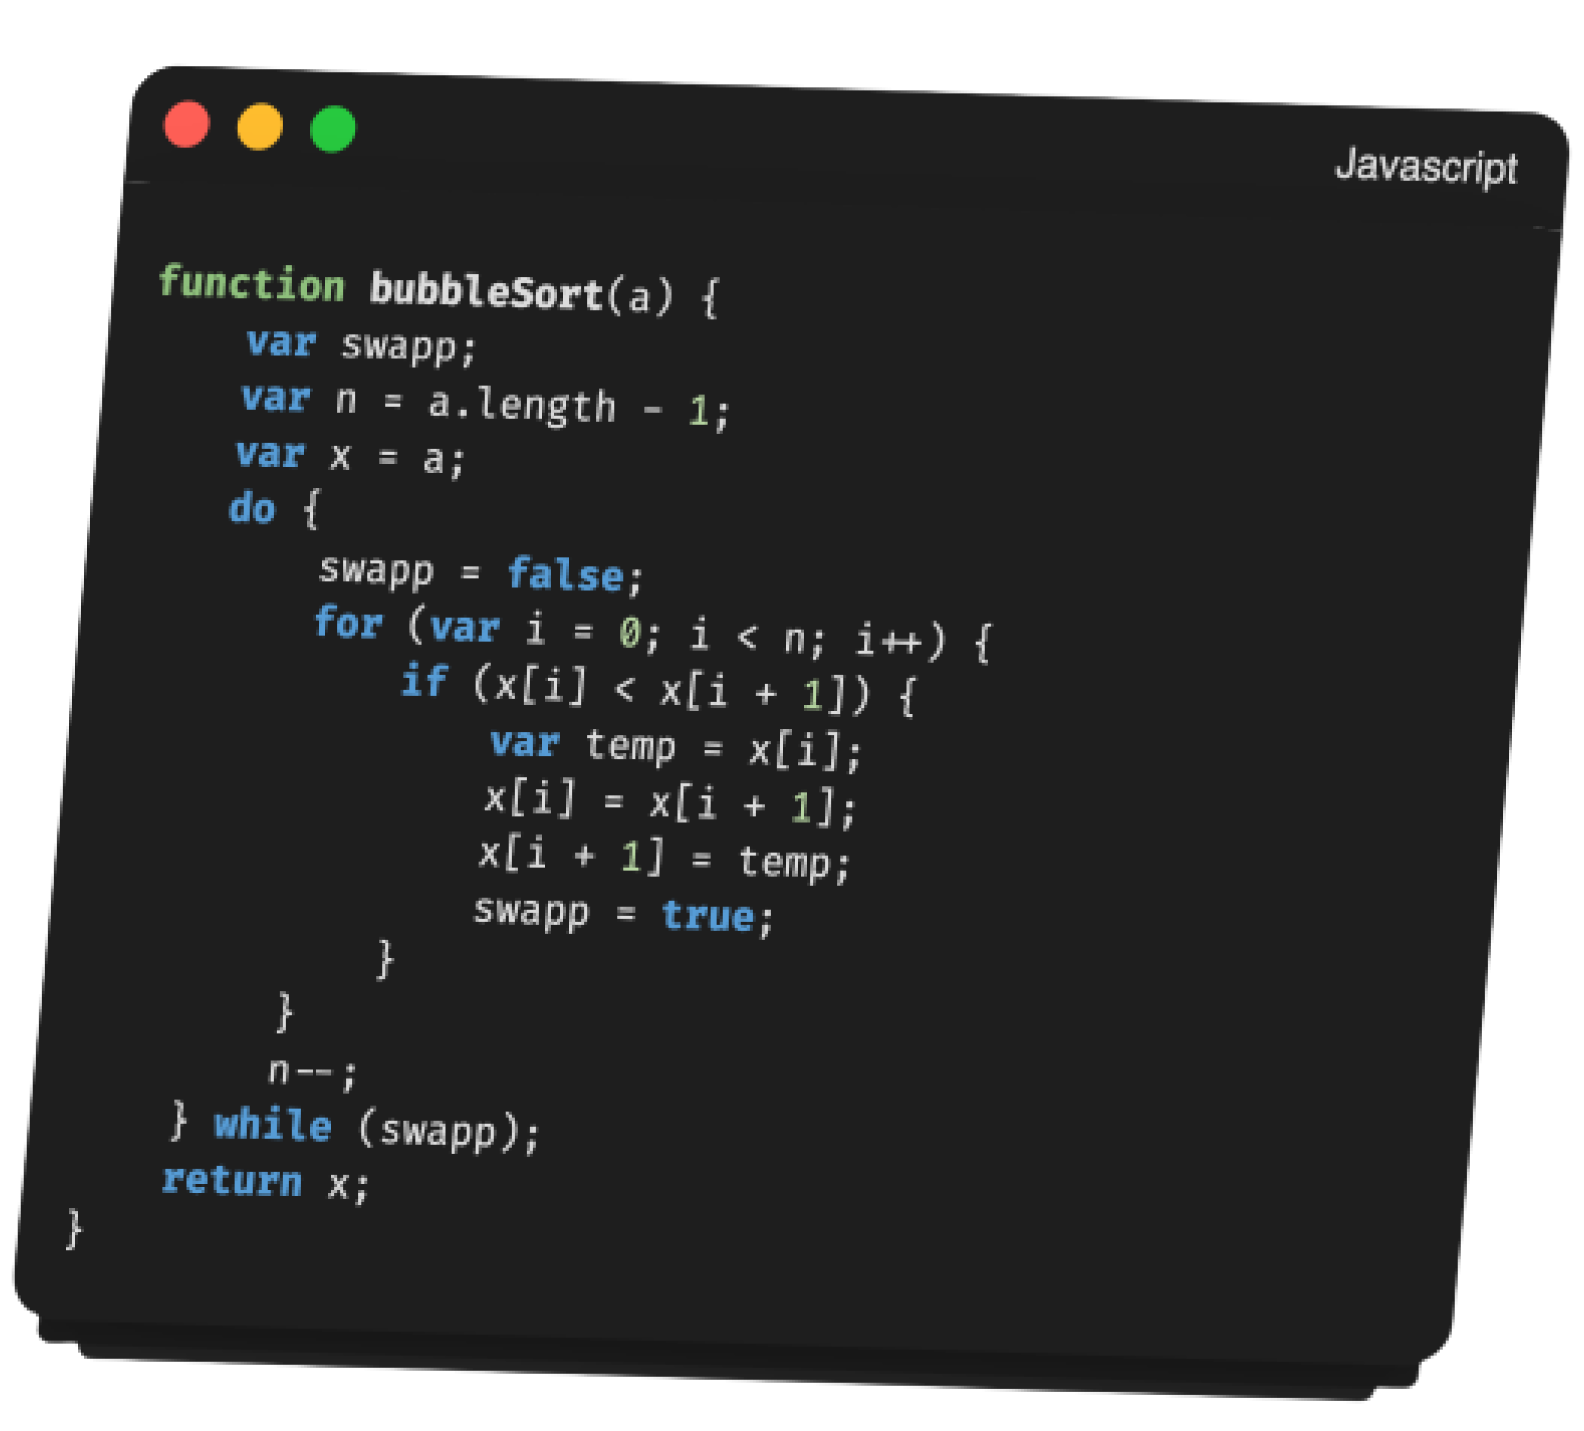 Javascript
function bubbleSort(a) {
    var swapp;
    var n = a.length - 1;
    var x = a;
    do {
        swapp = false;
        for (var i = 0; i < n; i++) {
            if (x[i] < x[i + 1]) {
                var temp = x[i];
                x[i] = x[i + 1];
                x[i + 1] = temp;
                swapp = true;
            }
        }
        n--;
    } while (swapp);
    return x;
}